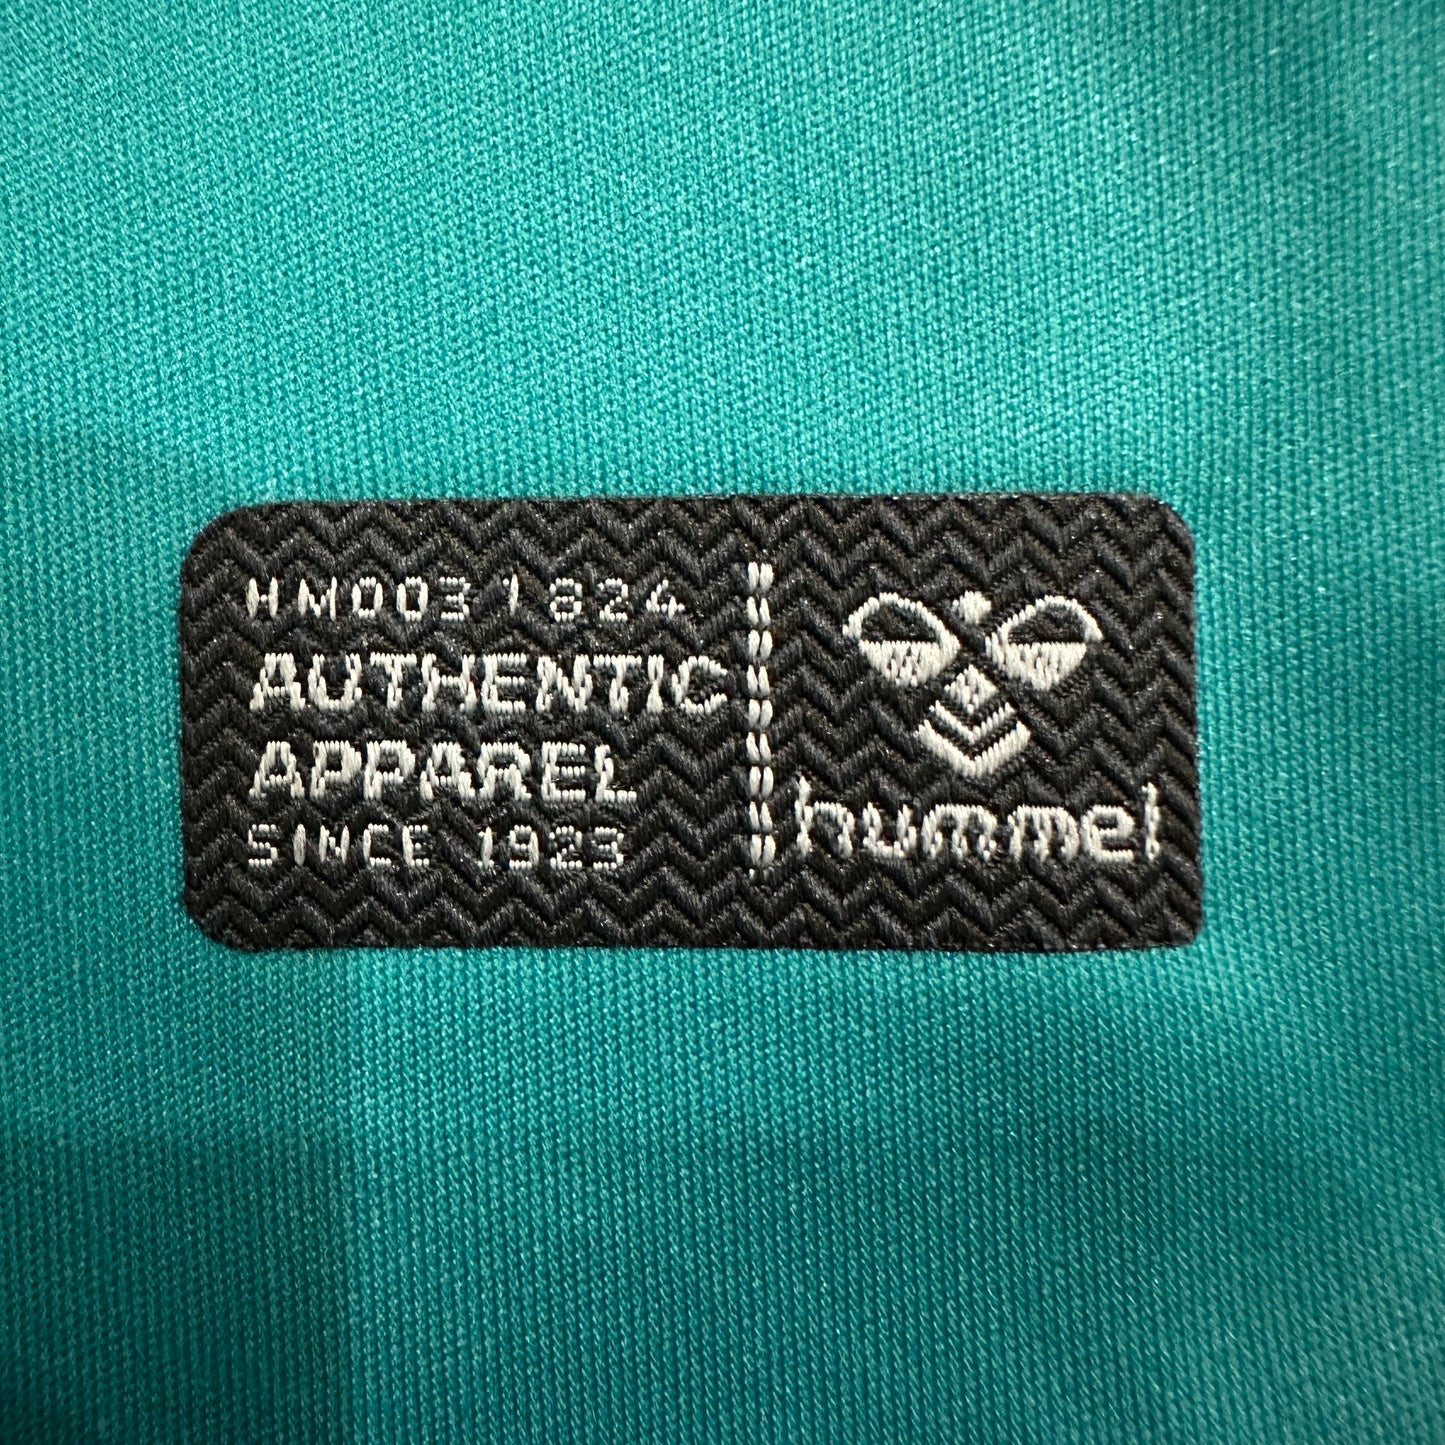 HM003 1824
AUTHENTIC
APPAREL
SINCE 1923
hummel